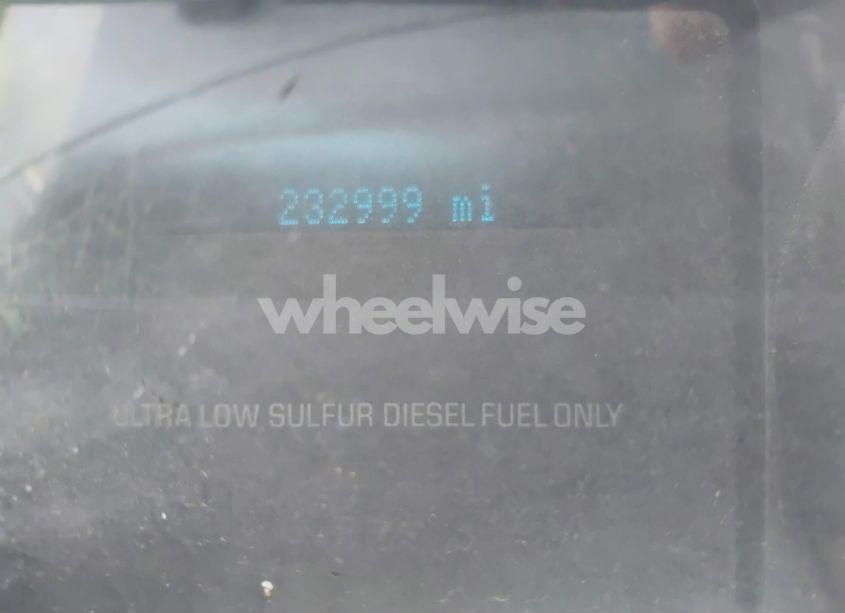 232999 mi
wheelwise
ULTRA LOW SULFUR DIESEL FUEL ONLY